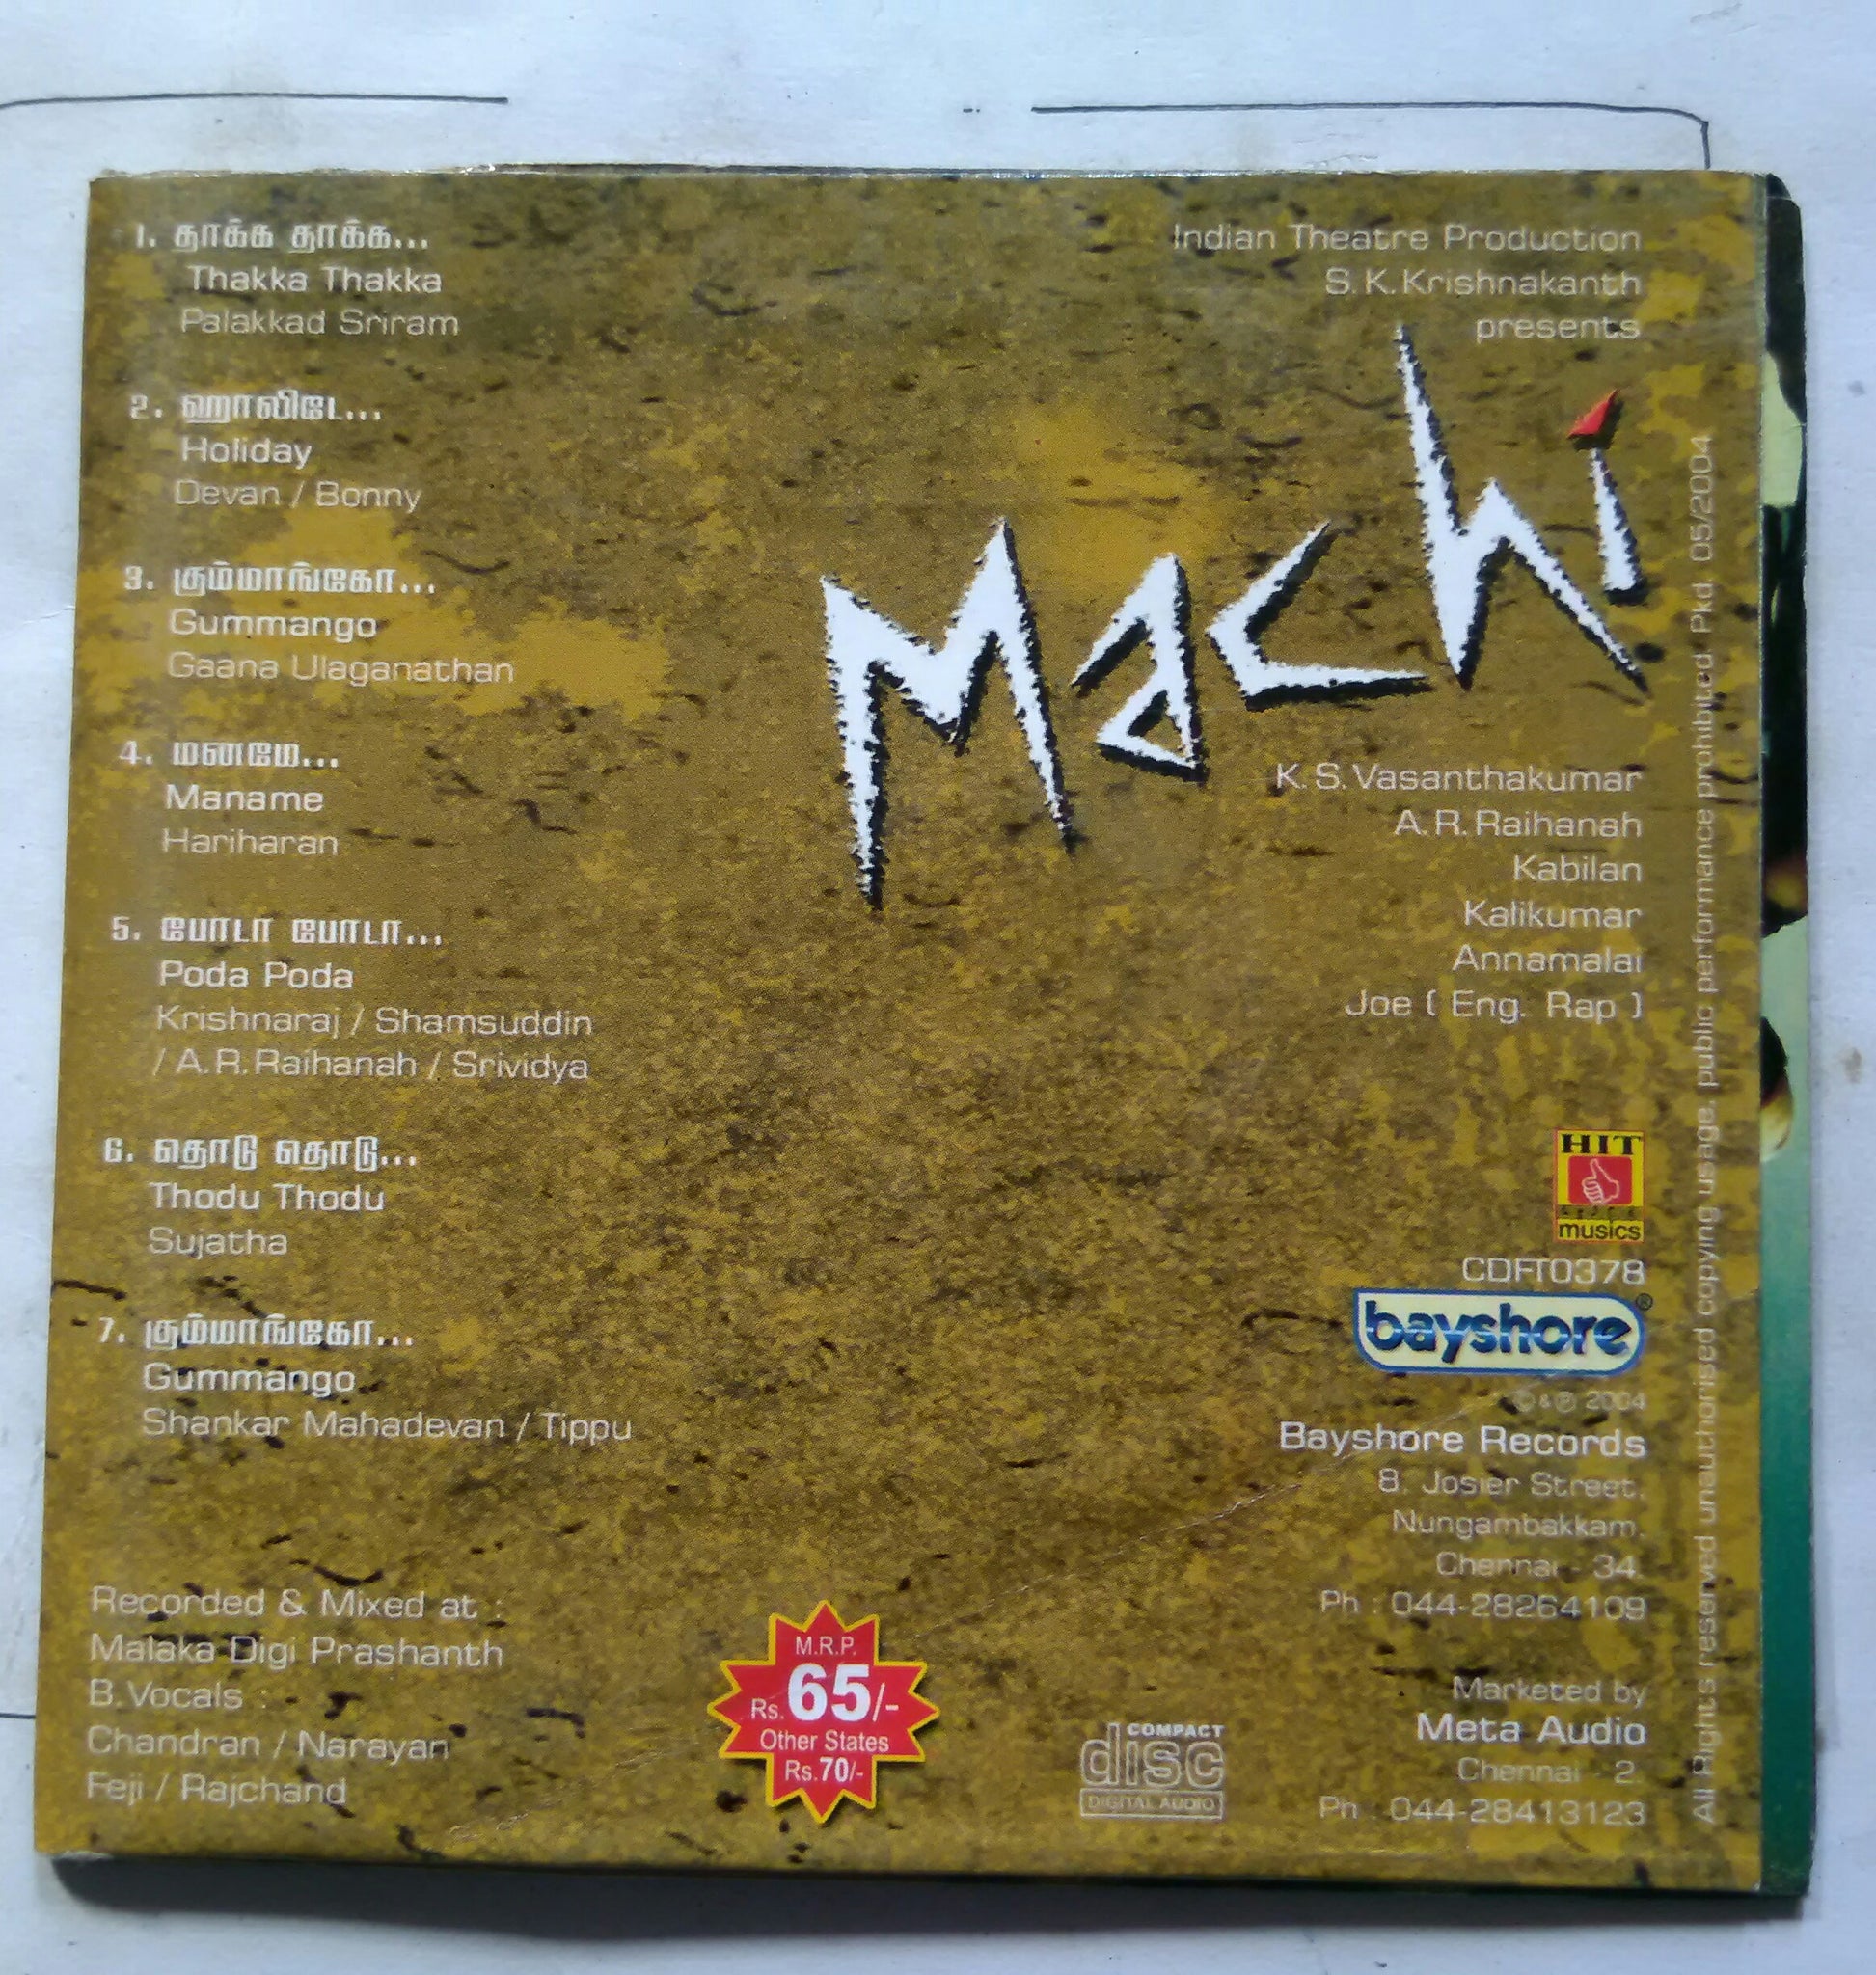 1. தாக்க தாக்க...
Thakka Thakka
Palakkad Sriram
2. ஹாலிடே...
Holiday
Devan / Bonny
3. கும்மாங்கோ...
Gummango
Gaana Ulaganathan
4. மனமே...
Maname
Hariharan
5. போடா போடா...
Poda Poda
Krishnaraj / Shamsuddin
/ A.R.Raihanah / Srividya
6. தொடு தொடு...
Thodu Thodu
Sujatha
7. கும்மாங்கோ...
Gummango
Shankar Mahadevan / Tippu
Recorded & Mixed at :
Malaka Digi Prashanth
B.Vocals :
Chandran / Narayan
Feji / Rajchand
M.R.P.
Rs. 65/-
Other States
Rs.70/-
COMPACT
disc
DIGITAL AUDIO
Indian Theatre Production
S.K.Krishnakanth
presents
Machi
K.S.Vasanthakumar
A.R.Raihanah
Kabilan
Kalikumar
Annamalai
Joe ( Eng. Rap )
HIT
musics
CDFT0378
bayshore®
©&℗ 2004
Bayshore Records
8, Josier Street,
Nungambakkam,
Chennai - 34.
Ph : 044-28264109
Marketed by
Meta Audio
Chennai - 2.
Ph : 044-28413123
All Rights reserved unauthorised copying usage, public performance prohibited. Pkd. 05/2004